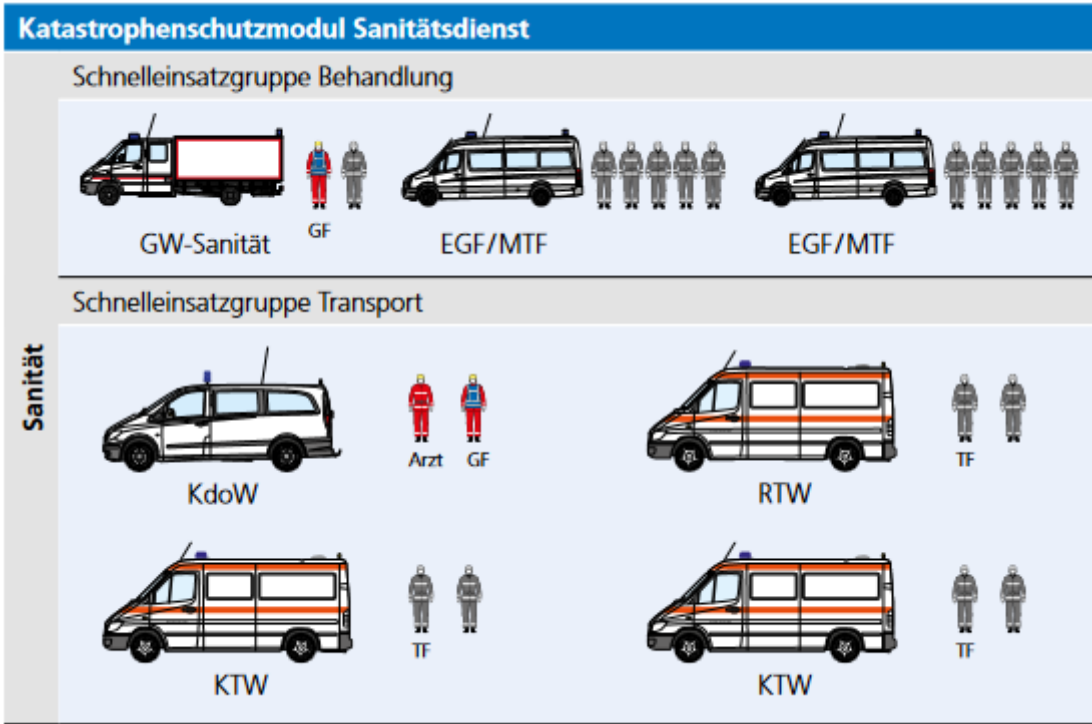 Katastrophenschutzmodul Sanitätsdienst
Schnelleinsatzgruppe Behandlung
GF
GW-Sanität
EGF/MTF
EGF/MTF
Schnelleinsatzgruppe Transport
Sanität
Arzt
GF
TF
KdoW
RTW
TF
TF
KTW
KTW